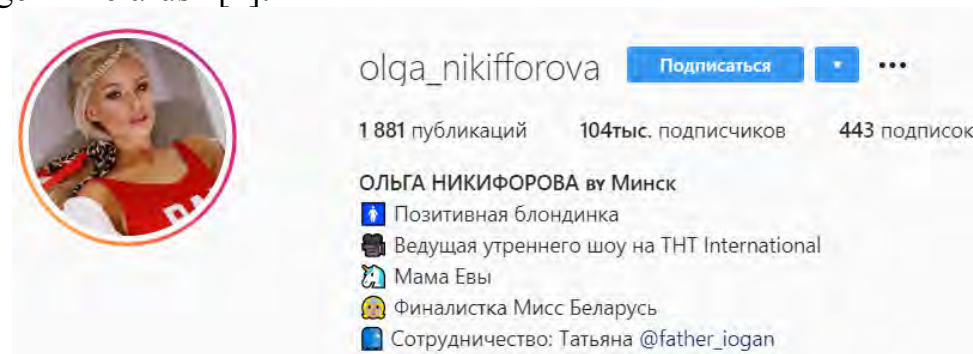 olga_nikifforova Подписаться
1 881 публикаций 104тыс. подписчиков 443 подписок
ОЛЬГА НИКИФОРОВА BY Минск
Позитивная блондинка
Ведущая утреннего шоу на ТНТ International
Мама Евы
Финалистка Мисс Беларусь
Сотрудничество: Татьяна @father_iogan